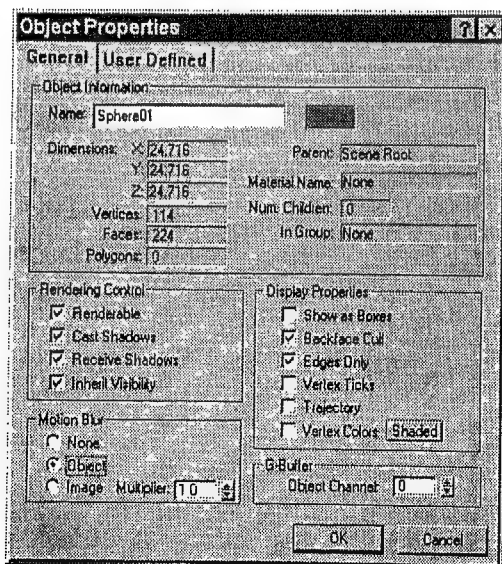 Object Properties
General User Defined
Object Information
Name: Sphere01
Dimensions: X: 24,716
Y: 24,716
Z: 24,716
Vertices: 114
Faces: 224
Polygons: 0
Parent: Scene Root
Material Name: None
Num. Children: 0
In Group: None
Rendering Control
Renderable
Cast Shadows
Receive Shadows
Inherit Visibility
Motion Blur
None
Object
Image Multiplier: 1 0
Display Properties
Show as Boxes
Backface Cull
Edges Only
Vertex Ticks
Trajectory
Vertex Colors Shaded
G-Buffer
Object Channel: 0
OK Cancel